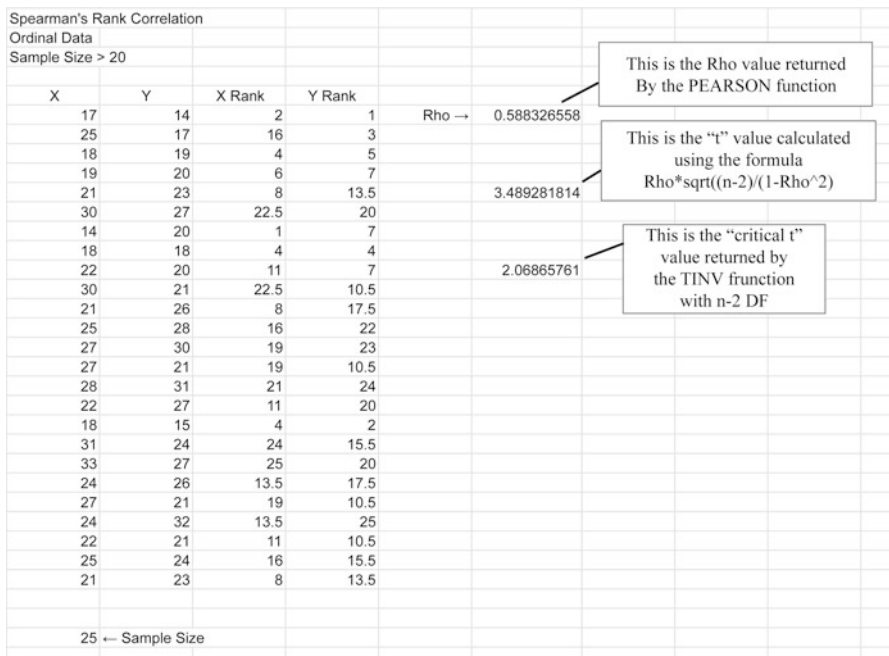 Spearman's Rank Correlation
Ordinal Data
Sample Size > 20
This is the Rho value returned
By the PEARSON function
X Y X Rank Y Rank
17 14 2 1 Rho → 0.588326558
25 17 16 3
This is the “t” value calculated
using the formula
Rho*sqrt((n-2)/(1-Rho^2)
18 19 4 5
19 20 6 7
21 23 8 13.5 3.489281814
30 27 22.5 20
14 20 1 7
This is the “critical t”
value returned by
the TINV frunction
with n-2 DF
18 18 4 4
22 20 11 7 2.06865761
30 21 22.5 10.5
21 26 8 17.5
25 28 16 22
27 30 19 23
27 21 19 10.5
28 31 21 24
22 27 11 20
18 15 4 2
31 24 24 15.5
33 27 25 20
24 26 13.5 17.5
27 21 19 10.5
24 32 13.5 25
22 21 11 10.5
25 24 16 15.5
21 23 8 13.5
25 ← Sample Size